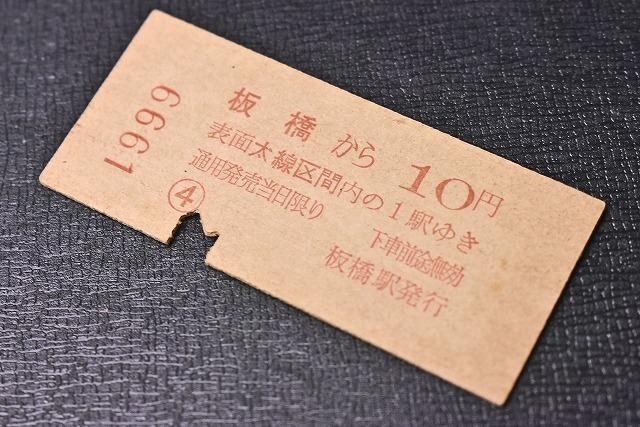 6661
板橋から 10円
表面太線区間内の1駅ゆき
通用発売当日限り
下車前途無効
④
板橋駅発行